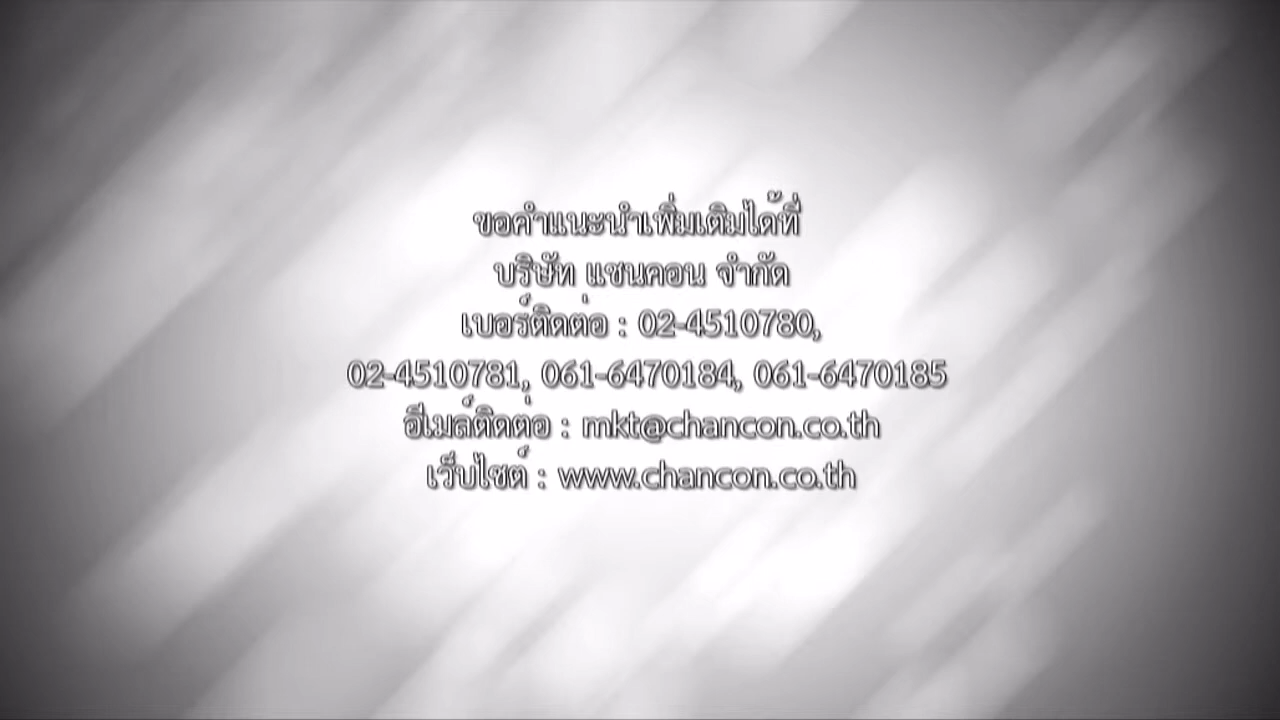 ขอคำแนะนำเพิ่มเติมได้ที่
บริษัท แชนคอน จำกัด
เบอร์ติดต่อ : 02-4510780,
02-4510781, 061-6470184, 061-6470185
อีเมล์ติดต่อ : mkt@chancon.co.th
เว็บไซต์ : www.chancon.co.th